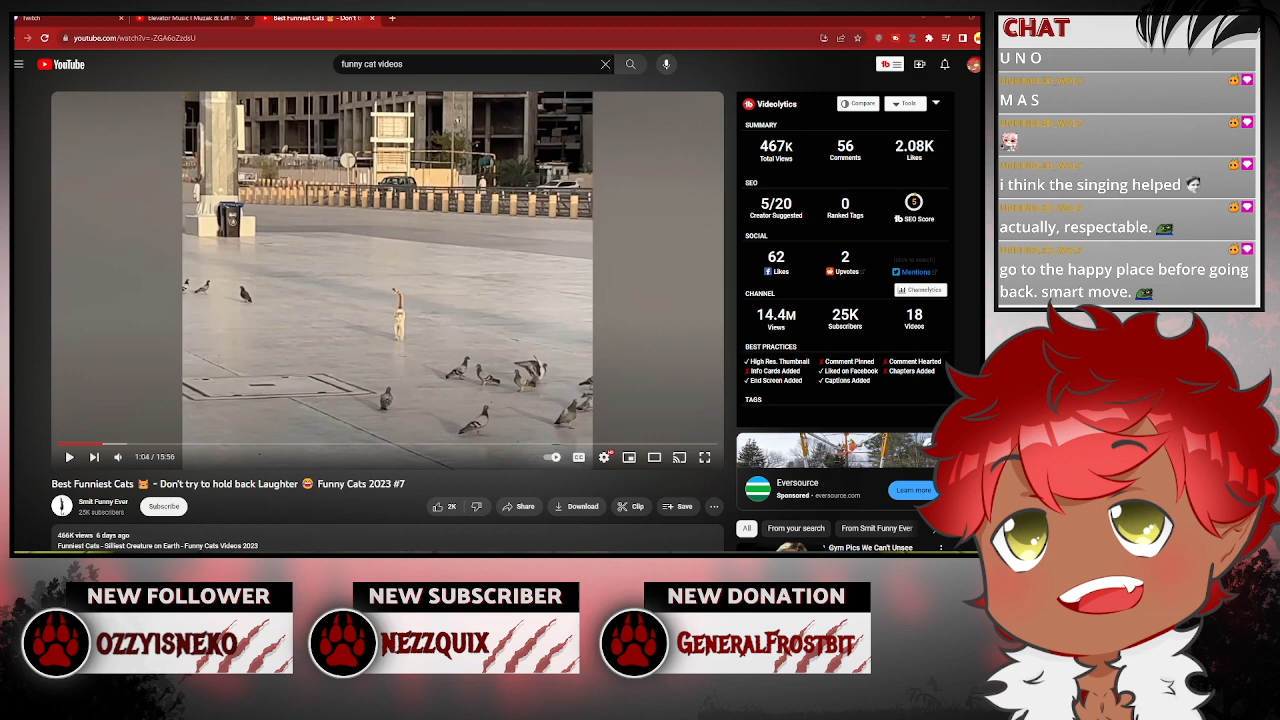 Twitch
Elevator Music | Muzak & Lift M
Best Funniest Cats 😹 - Don't t
youtube.com/watch?v=-ZGA6oZzdsU
YouTube
funny cat videos
Videolytics
Compare
Tools
SUMMARY
467K
56
2.08K
Total Views
Comments
Likes
SEO
5/20
0
5
Creator Suggested
Ranked Tags
SEO Score
SOCIAL
62
2
[click to search]
Likes
Upvotes
Mentions
Channelytics
CHANNEL
14.4M
25K
18
Views
Subscribers
Videos
BEST PRACTICES
✓ High Res. Thumbnail
Comment Pinned
Comment Hearted
Info Cards Added
✓ Liked on Facebook
Chapters Added
✓ End Screen Added
✓ Captions Added
TAGS
1:04 / 15:56
CC
Best Funniest Cats 😹 - Don't try to hold back Laughter 😂 Funny Cats 2023 #7
Smit Funny Ever
25K subscribers
Subscribe
2K
Share
Download
Clip
Save
466K views 6 days ago
Funniest Cats - Silliest Creature on Earth - Funny Cats Videos 2023
Eversource
Sponsored • eversource.com
Learn more
All
From your search
From Smit Funny Ever
Gym Pics We Can't Unsee
CHAT
U N O
M A S
i think the singing helped
actually, respectable.
go to the happy place before going
back. smart move.
NEW FOLLOWER
OZZYISNEKO
NEW SUBSCRIBER
NEZZQUIX
NEW DONATION
GENERALFROSTBIT